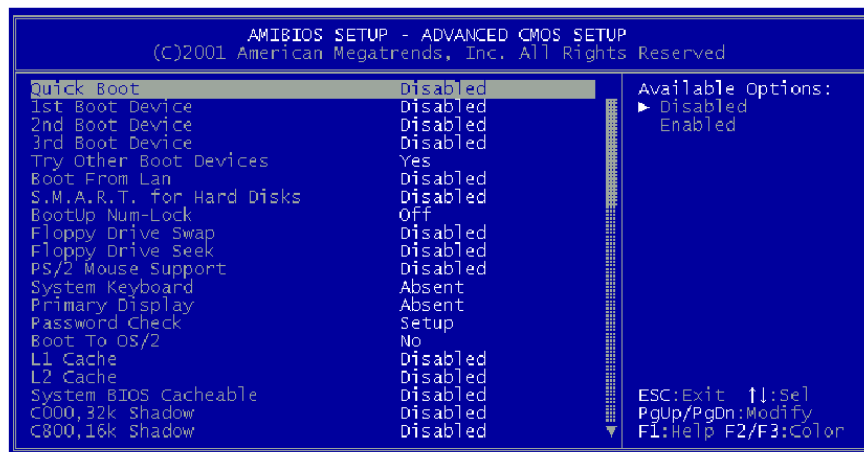 AMIBIOS SETUP - ADVANCED CMOS SETUP
(C)2001 American Megatrends, Inc. All Rights Reserved
Quick Boot Disabled
1st Boot Device Disabled
2nd Boot Device Disabled
3rd Boot Device Disabled
Try Other Boot Devices Yes
Boot From Lan Disabled
S.M.A.R.T. for Hard Disks Disabled
BootUp Num-Lock Off
Floppy Drive Swap Disabled
Floppy Drive Seek Disabled
PS/2 Mouse Support Disabled
System Keyboard Absent
Primary Display Absent
Password Check Setup
Boot To OS/2 No
L1 Cache Disabled
L2 Cache Disabled
System BIOS Cacheable Disabled
C000,32k Shadow Disabled
C800,16k Shadow Disabled
Available Options:
► Disabled
Enabled
ESC:Exit ↑↓:Sel
PgUp/PgDn:Modify
F1:Help F2/F3:Color